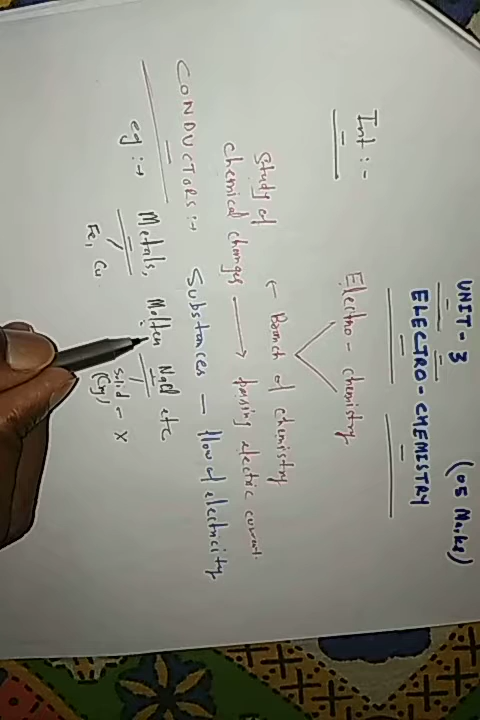 UNIT-3 (05 Marks)
ELECTRO-CHEMISTRY
Int :- Electro-chemistry
← Branch of chemistry
Study of
chemical changes → passing electric current.
CONDUCTORS :→ Substances — flow of electricity
eg :→ Metals, Molten NaCl etc
Fe, Cu Solid - X